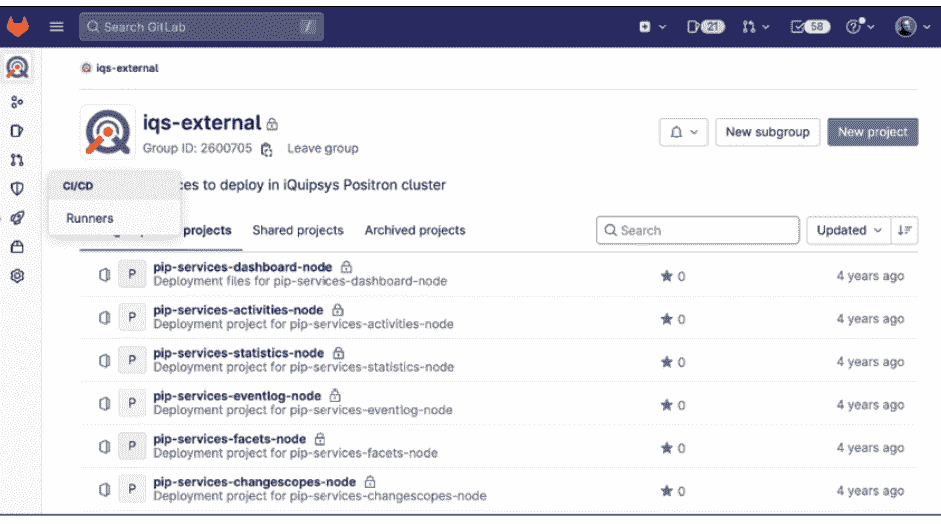 Search GitLab
/
21
58
iqs-external
iqs-external
Group ID: 2600705
Leave group
New subgroup
New project
CI/CD
Runners
ces to deploy in iQuipsys Positron cluster
projects
Shared projects
Archived projects
Search
Updated
P
pip-services-dashboard-node
Deployment files for pip-services-dashboard-node
0
4 years ago
P
pip-services-activities-node
Deployment project for pip-services-activities-node
0
4 years ago
P
pip-services-statistics-node
Deployment project for pip-services-statistics-node
0
4 years ago
P
pip-services-eventlog-node
Deployment project for pip-services-eventlog-node
0
4 years ago
P
pip-services-facets-node
Deployment project for pip-services-facets-node
0
4 years ago
P
pip-services-changescopes-node
Deployment project for pip-services-changescopes-node
0
4 years ago